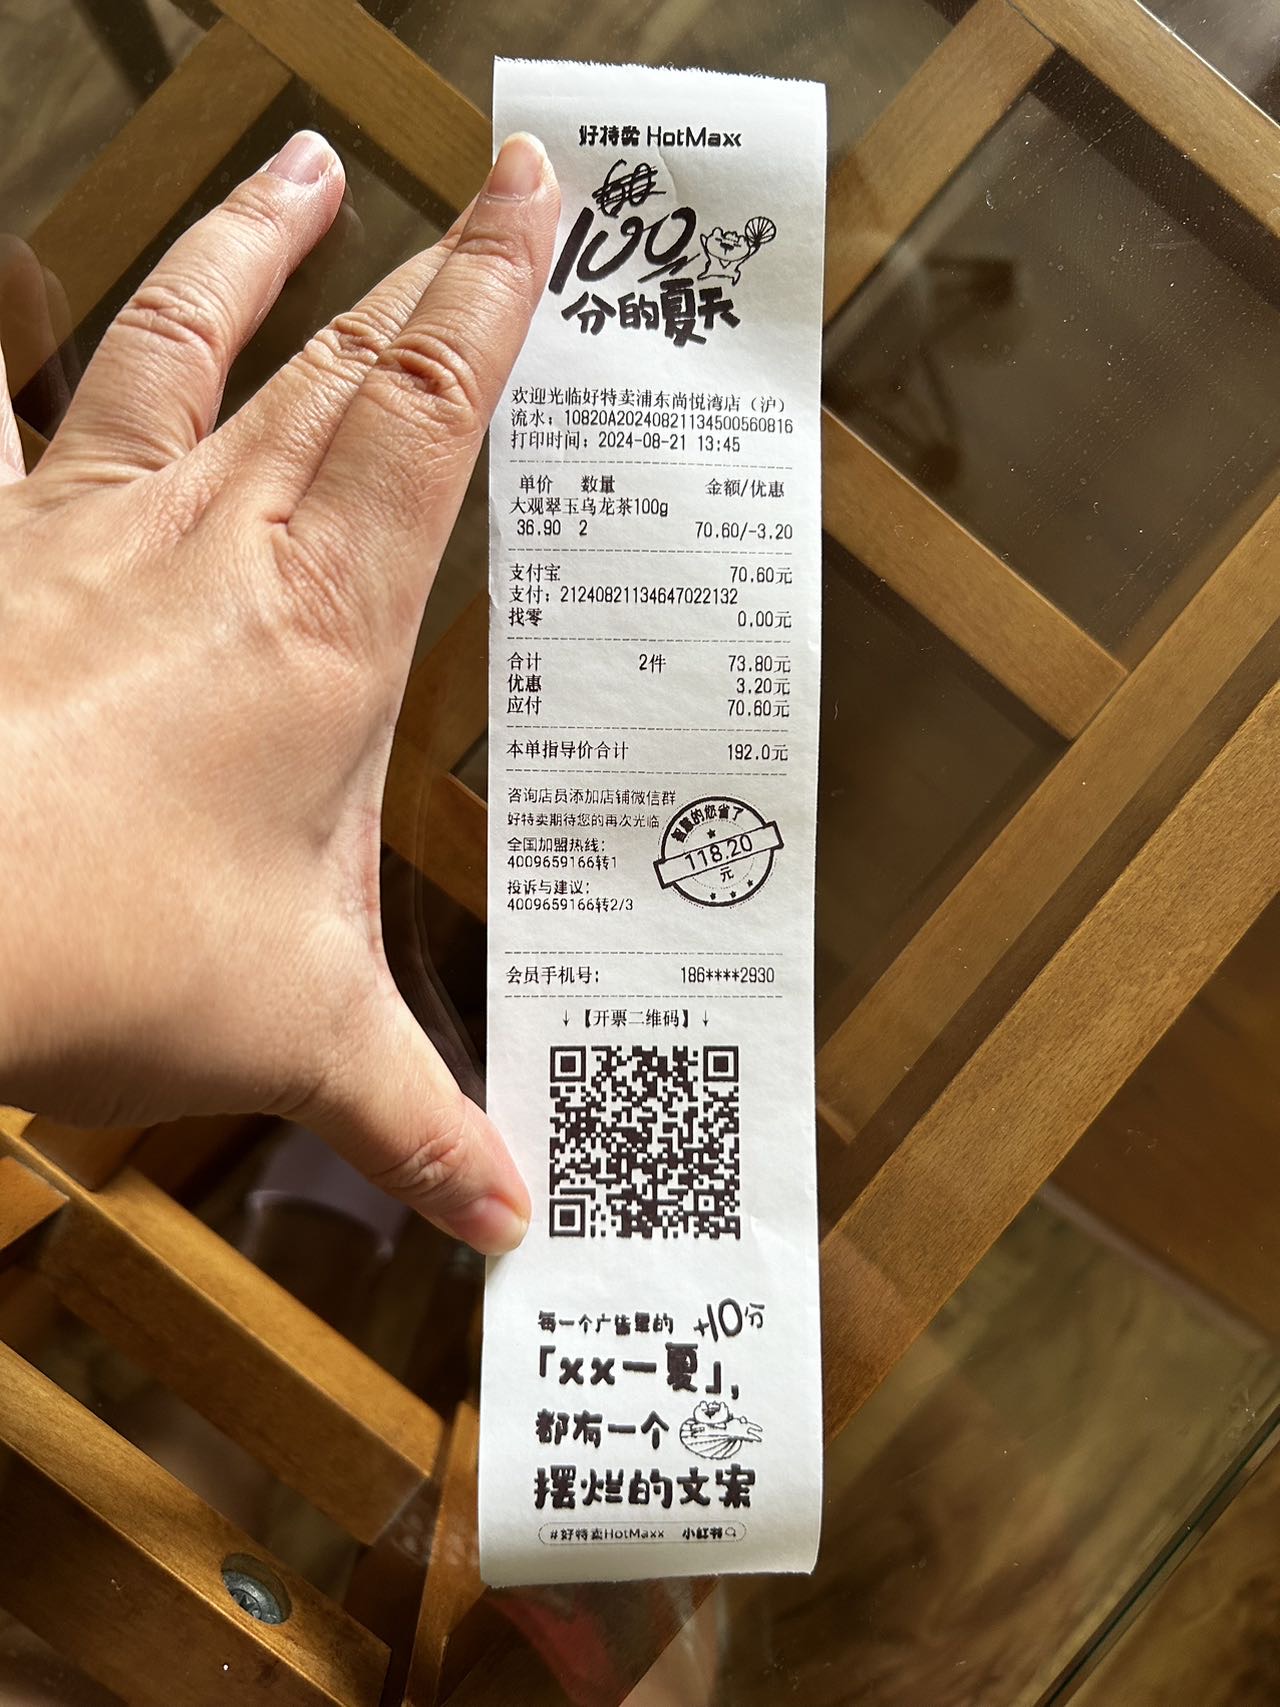 好特卖 HotMaxx
100
分的夏天
欢迎光临好特卖浦东尚悦湾店（沪）
流水：10820A20240821134500560816
打印时间：2024-08-21 13:45
单价 数量 金额/优惠
大观翠玉乌龙茶100g
36.90 2 70.60/-3.20
支付宝 70.60元
支付：21240821134647022132
找零 0.00元
合计 2件 73.80元
优惠 3.20元
应付 70.60元
本单指导价合计 192.0元
咨询店员添加店铺微信群
好特卖期待您的再次光临
全国加盟热线：
4009659166转1
投诉与建议：
4009659166转2/3
智慧的您省了
118.20
元
会员手机号： 186****2930
↓【开票二维码】↓
每一个广告里的 +10分
「xx一夏」，
都有一个
摆烂的文案
#好特卖HotMaxx 小红书